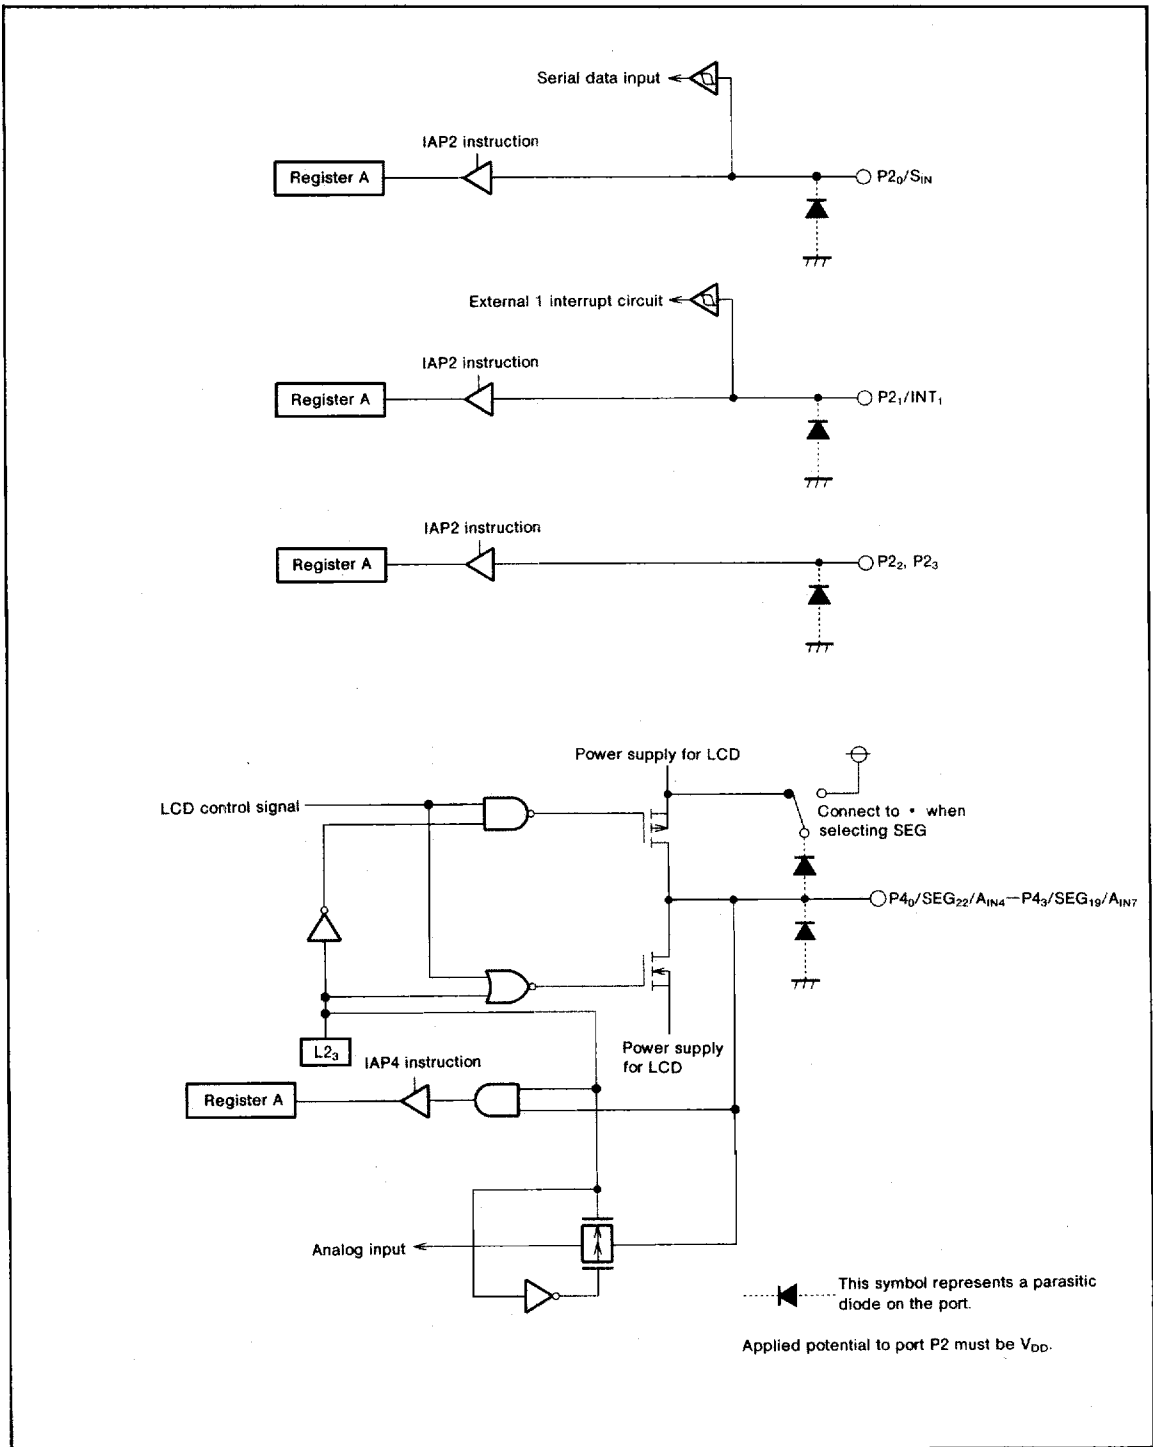 Serial data input
IAP2 instruction
Register A
P2₀/S_IN
External 1 interrupt circuit
IAP2 instruction
Register A
P2₁/INT₁
IAP2 instruction
Register A
P2₂, P2₃
Power supply for LCD
LCD control signal
Connect to • when
selecting SEG
P4₀/SEG₂₂/A_IN4—P4₃/SEG₁₉/A_IN7
L2₃
Power supply
for LCD
IAP4 instruction
Register A
Analog input
This symbol represents a parasitic
diode on the port.
Applied potential to port P2 must be V_DD.